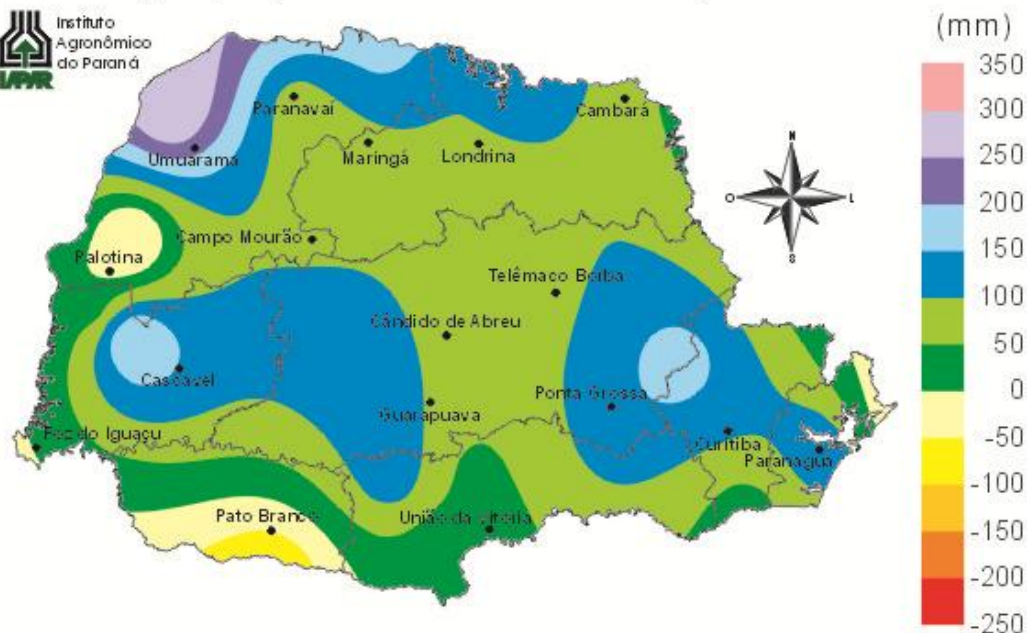 Instituto
Agronômico
do Paraná
IAPAR
(mm)
350
300
250
200
150
100
50
0
-50
-100
-150
-200
-250
N
O
L
S
Paranavaí
Cambará
Umuarama
Maringá
Londrina
Campo Mourão
Palotina
Telêmaco Borba
Cândido de Abreu
Cascavel
Ponta Grossa
Guarapuava
Foz do Iguaçu
Curitiba
Paranaguá
Pato Branco
União da Vitória